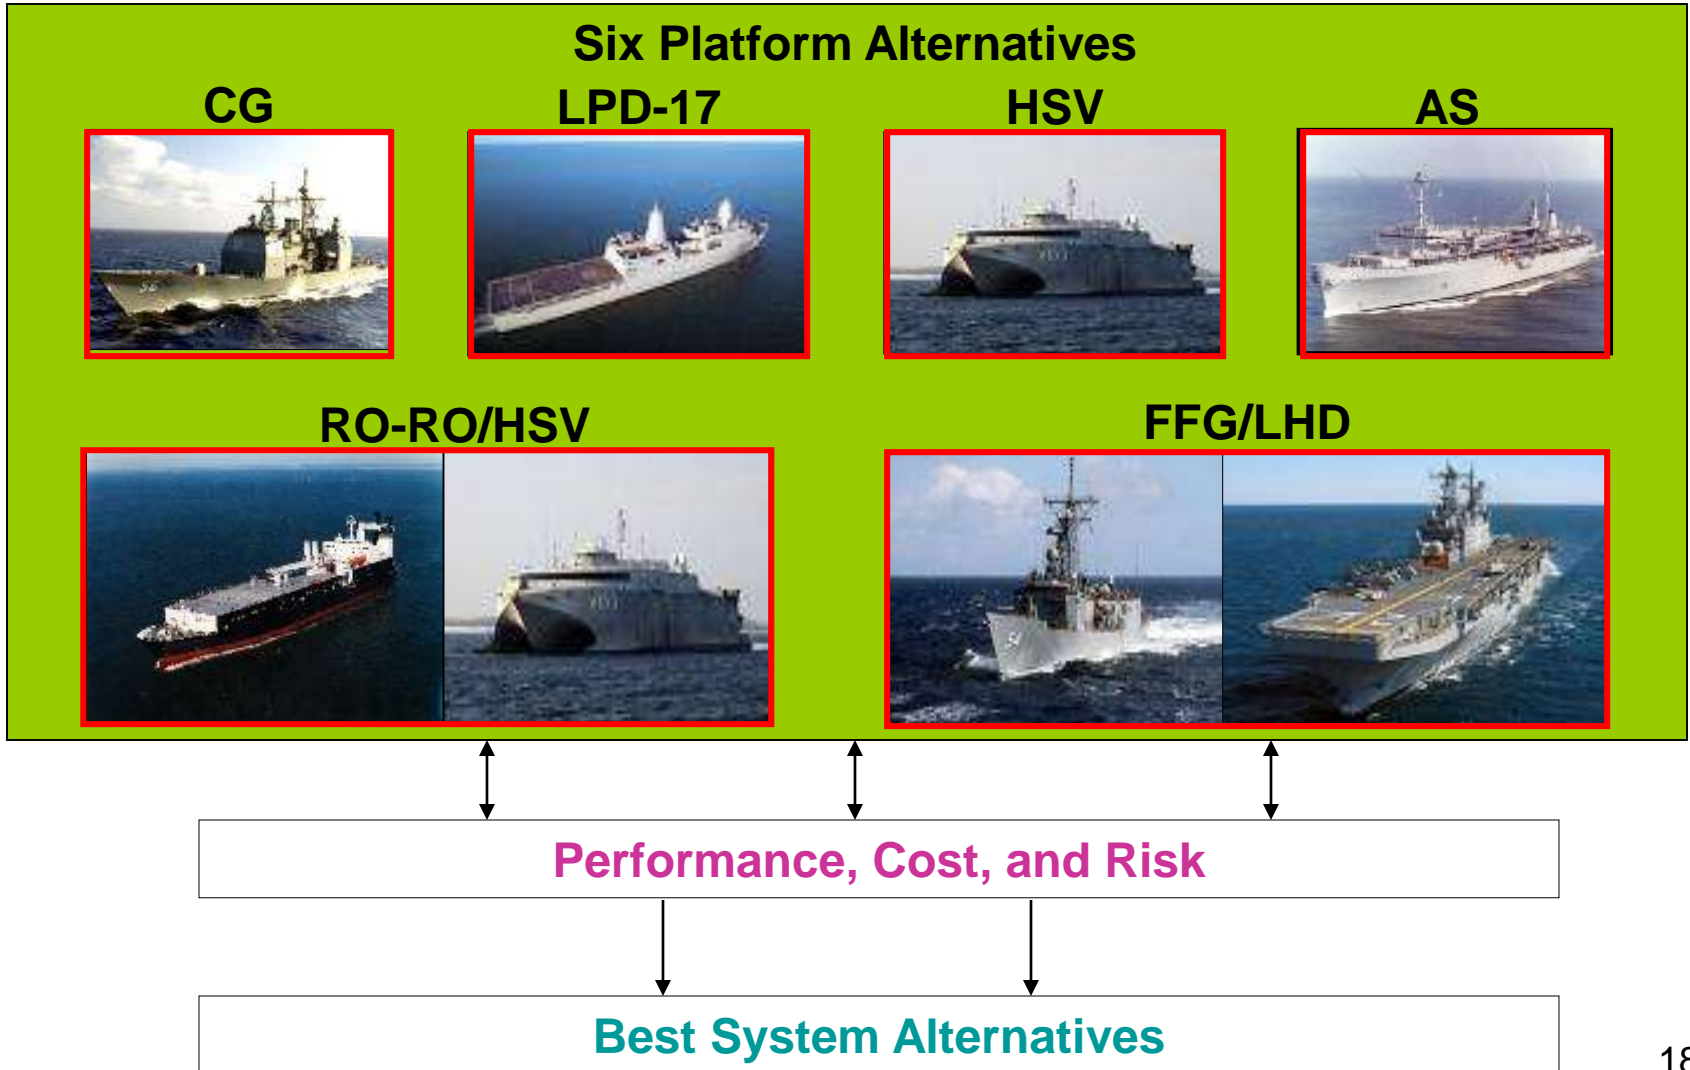 Six Platform Alternatives
CG LPD-17 HSV AS
RO-RO/HSV FFG/LHD
Performance, Cost, and Risk
Best System Alternatives
18